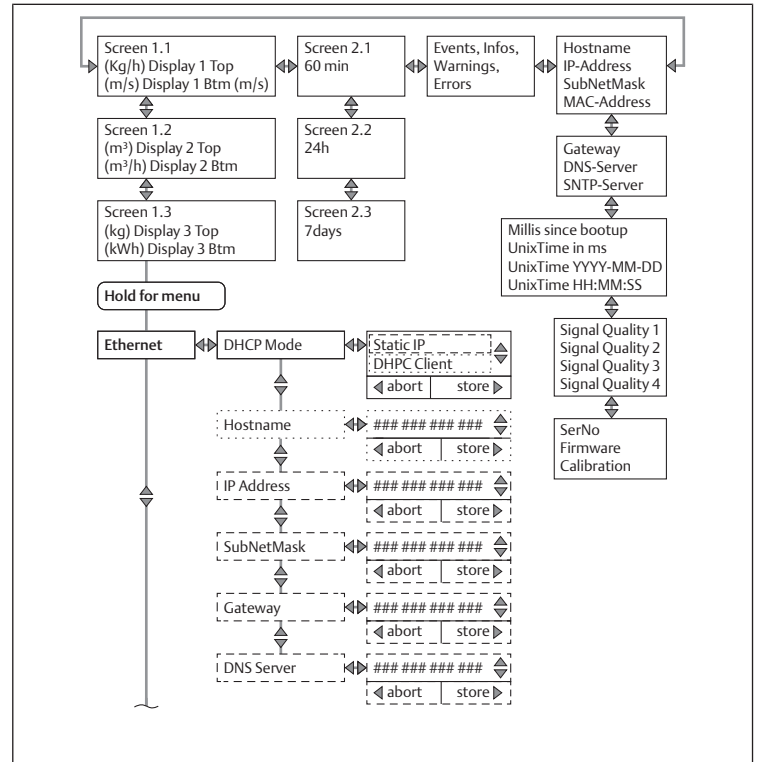 Screen 1.1
(Kg/h) Display 1 Top
(m/s) Display 1 Btm (m/s)
Screen 2.1
60 min
Events, Infos,
Warnings,
Errors
Hostname
IP-Address
SubNetMask
MAC-Address
Screen 1.2
(m³) Display 2 Top
(m³/h) Display 2 Btm
Screen 2.2
24h
Gateway
DNS-Server
SNTP-Server
Screen 1.3
(kg) Display 3 Top
(kWh) Display 3 Btm
Screen 2.3
7days
Millis since bootup
UnixTime in ms
UnixTime YYYY-MM-DD
UnixTime HH:MM:SS
Hold for menu
Signal Quality 1
Signal Quality 2
Signal Quality 3
Signal Quality 4
SerNo
Firmware
Calibration
Ethernet
DHCP Mode
Static IP
DHPC Client
abort store
Hostname
### ### ### ###
abort store
IP Address
### ### ### ###
abort store
SubNetMask
### ### ### ###
abort store
Gateway
### ### ### ###
abort store
DNS Server
### ### ### ###
abort store